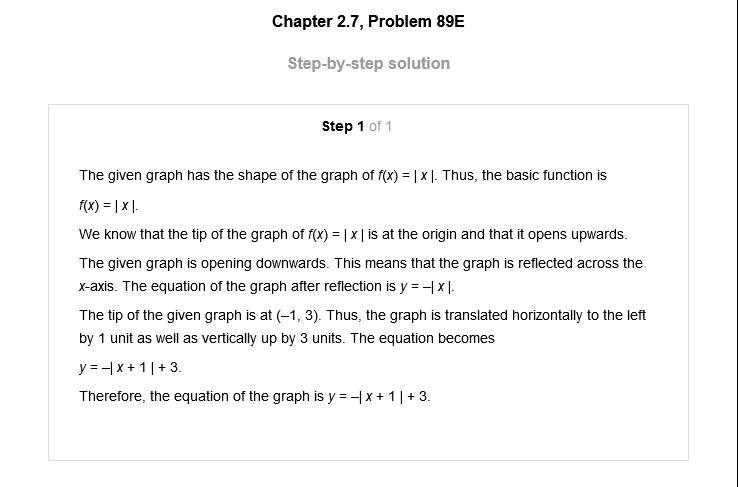 Chapter 2.7, Problem 89E
Step-by-step solution
Step 1 of 1
The given graph has the shape of the graph of f(x) = | x |. Thus, the basic function is
f(x) = | x |.
We know that the tip of the graph of f(x) = | x | is at the origin and that it opens upwards.
The given graph is opening downwards. This means that the graph is reflected across the
x-axis. The equation of the graph after reflection is y = –| x |.
The tip of the given graph is at (–1, 3). Thus, the graph is translated horizontally to the left
by 1 unit as well as vertically up by 3 units. The equation becomes
y = –| x + 1 | + 3.
Therefore, the equation of the graph is y = –| x + 1 | + 3.